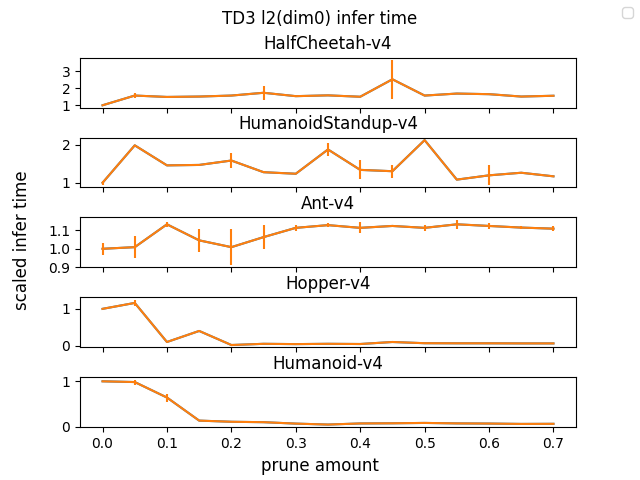 TD3 l2(dim0) infer time
HalfCheetah-v4
3
2
1
HumanoidStandup-v4
2
1
Ant-v4
1.1
1.0
0.9
scaled infer time
Hopper-v4
1
0
Humanoid-v4
1
0
0.0 0.1 0.2 0.3 0.4 0.5 0.6 0.7
prune amount